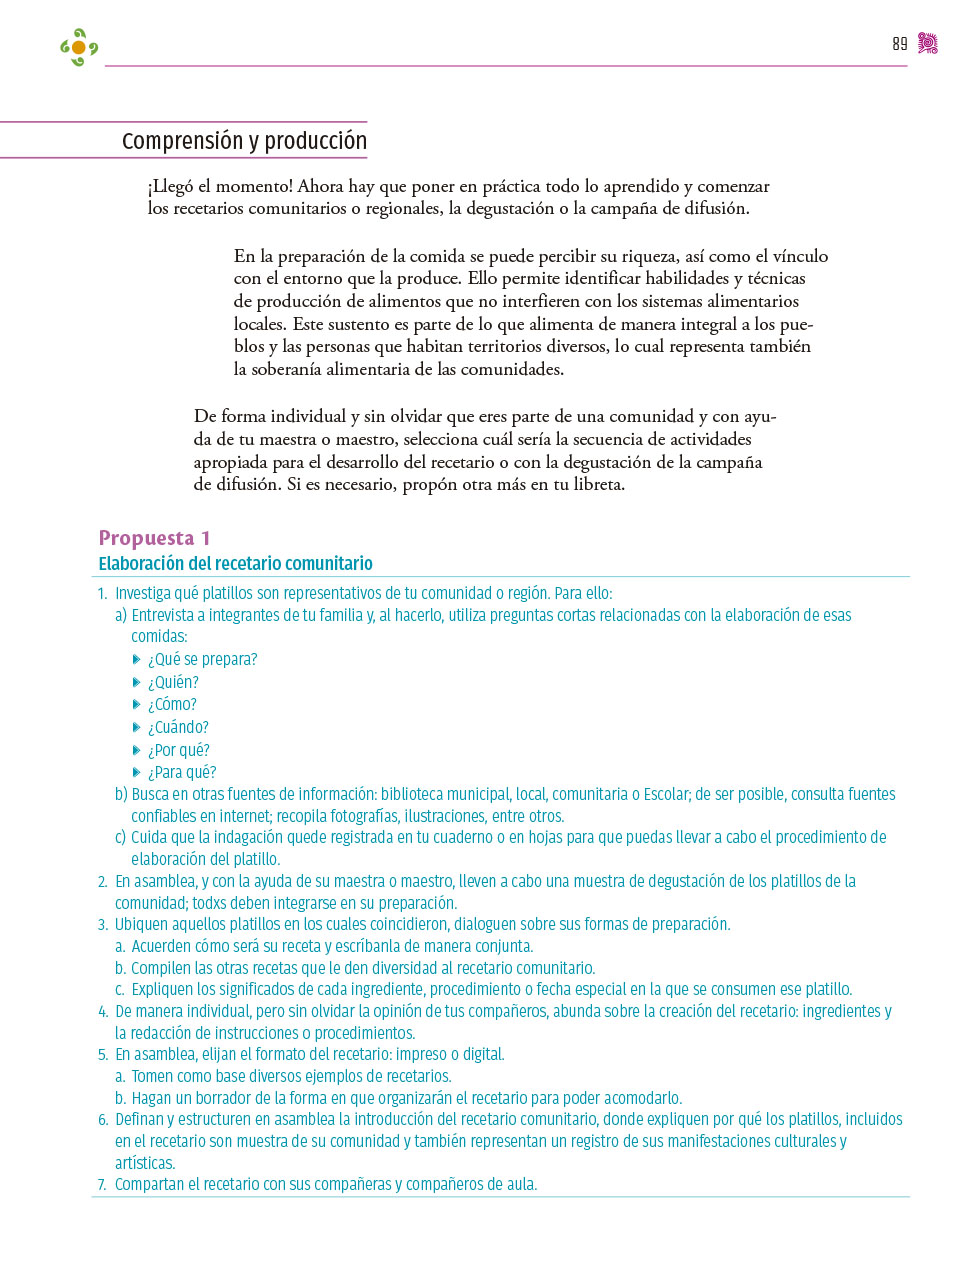 89
Comprensión y producción
¡Llegó el momento! Ahora hay que poner en práctica todo lo aprendido y comenzar
los recetarios comunitarios o regionales, la degustación o la campaña de difusión.
En la preparación de la comida se puede percibir su riqueza, así como el vínculo
con el entorno que la produce. Ello permite identificar habilidades y técnicas
de producción de alimentos que no interfieren con los sistemas alimentarios
locales. Este sustento es parte de lo que alimenta de manera integral a los pue-
blos y las personas que habitan territorios diversos, lo cual representa también
la soberanía alimentaria de las comunidades.
De forma individual y sin olvidar que eres parte de una comunidad y con ayu-
da de tu maestra o maestro, selecciona cuál sería la secuencia de actividades
apropiada para el desarrollo del recetario o con la degustación de la campaña
de difusión. Si es necesario, propón otra más en tu libreta.
Propuesta 1
Elaboración del recetario comunitario
1. Investiga qué platillos son representativos de tu comunidad o región. Para ello:
a) Entrevista a integrantes de tu familia y, al hacerlo, utiliza preguntas cortas relacionadas con la elaboración de esas
comidas:
¿Qué se prepara?
¿Quién?
¿Cómo?
¿Cuándo?
¿Por qué?
¿Para qué?
b) Busca en otras fuentes de información: biblioteca municipal, local, comunitaria o Escolar; de ser posible, consulta fuentes
confiables en internet; recopila fotografías, ilustraciones, entre otros.
c) Cuida que la indagación quede registrada en tu cuaderno o en hojas para que puedas llevar a cabo el procedimiento de
elaboración del platillo.
2. En asamblea, y con la ayuda de su maestra o maestro, lleven a cabo una muestra de degustación de los platillos de la
comunidad; todxs deben integrarse en su preparación.
3. Ubiquen aquellos platillos en los cuales coincidieron, dialoguen sobre sus formas de preparación.
a. Acuerden cómo será su receta y escríbanla de manera conjunta.
b. Compilen las otras recetas que le den diversidad al recetario comunitario.
c. Expliquen los significados de cada ingrediente, procedimiento o fecha especial en la que se consumen ese platillo.
4. De manera individual, pero sin olvidar la opinión de tus compañeros, abunda sobre la creación del recetario: ingredientes y
la redacción de instrucciones o procedimientos.
5. En asamblea, elijan el formato del recetario: impreso o digital.
a. Tomen como base diversos ejemplos de recetarios.
b. Hagan un borrador de la forma en que organizarán el recetario para poder acomodarlo.
6. Definan y estructuren en asamblea la introducción del recetario comunitario, donde expliquen por qué los platillos, incluidos
en el recetario son muestra de su comunidad y también representan un registro de sus manifestaciones culturales y
artísticas.
7. Compartan el recetario con sus compañeras y compañeros de aula.